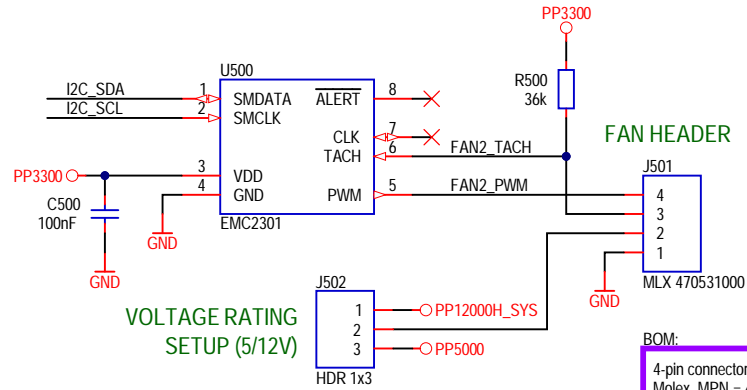 PP3300
U500
I2C_SDA 1 SMDATA ALERT 8
I2C_SCL 2 SMCLK
CLK 7
TACH 6 FAN2_TACH
R500
36k
FAN HEADER
PP3300 3 VDD
4 GND
PWM 5 FAN2_PWM
EMC2301
C500
100nF
GND
GND
J501
4
3
2
1
MLX 470531000
GND
VOLTAGE RATING
SETUP (5/12V)
J502
1 PP12000H_SYS
2
3 PP5000
HDR 1x3
BOM:
4-pin connector